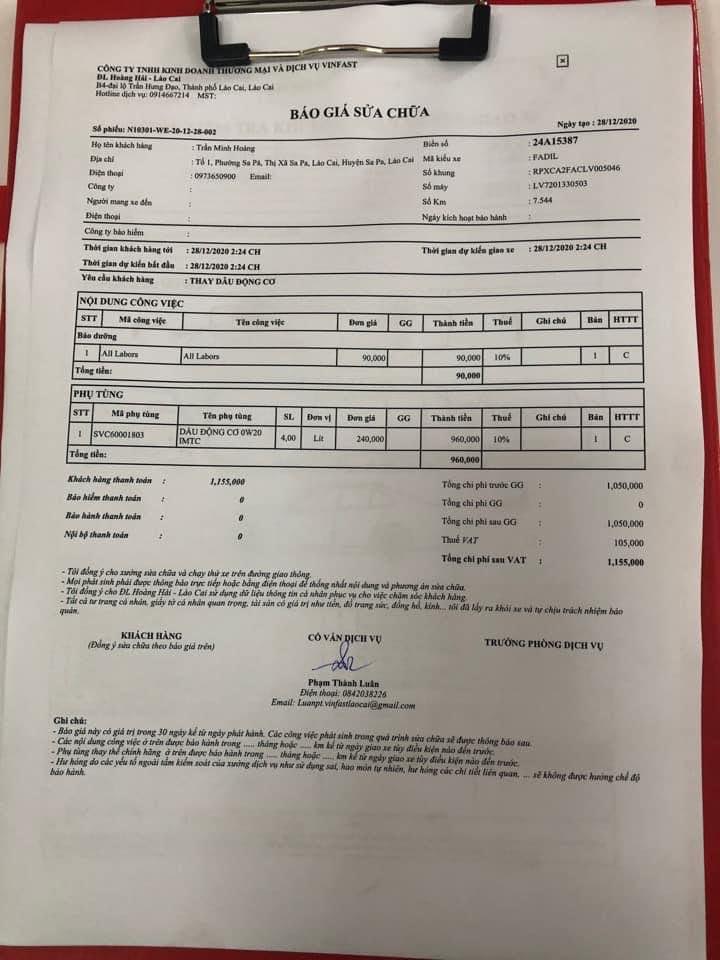 CÔNG TY TNHH KINH DOANH THƯƠNG MẠI VÀ DỊCH VỤ VINFAST
ĐL Hoàng Hải - Lào Cai
B4-đại lộ Trần Hưng Đạo, Thành phố Lào Cai, Lào Cai
Hotline dịch vụ: 0914667214 MST:
BÁO GIÁ SỬA CHỮA
Số phiếu: N10301-WE-20-12-28-002 Ngày tạo : 28/12/2020
Họ tên khách hàng : Trần Minh Hoàng Biển số : 24A15387
Địa chỉ : Tổ 1, Phường Sa Pả, Thị Xã Sa Pa, Lào Cai, Huyện Sa Pa, Lào Cai Mã kiểu xe : FADIL
Điện thoại : 0973650900 Email: Số khung : RPXCA2FACLV005046
Công ty : Số máy : LV7201330503
Người mang xe đến : Số Km : 7.544
Điện thoại : Ngày kích hoạt bảo hành :
Công ty bảo hiểm :
Thời gian khách hàng tới : 28/12/2020 2:24 CH Thời gian dự kiến giao xe : 28/12/2020 2:24 CH
Thời gian dự kiến bắt đầu : 28/12/2020 2:24 CH
Yêu cầu khách hàng : THAY DẦU ĐỘNG CƠ
NỘI DUNG CÔNG VIỆC
STT Mã công việc Tên công việc Đơn giá GG Thành tiền Thuế Ghi chú Bán HTTT
Bảo dưỡng
1 All Labors All Labors 90,000 90,000 10% 1 C
Tổng tiền: 90,000
PHỤ TÙNG
STT Mã phụ tùng Tên phụ tùng SL Đơn vị Đơn giá GG Thành tiền Thuế Ghi chú Bán HTTT
1 SVC60001803 DẦU ĐỘNG CƠ 0W20 IMTC 4,00 Lít 240,000 960,000 10% 1 C
Tổng tiền: 960,000
Khách hàng thanh toán : 1,155,000 Tổng chi phí trước GG : 1,050,000
Bảo hiểm thanh toán : 0 Tổng chi phí GG : 0
Bảo hành thanh toán : 0 Tổng chi phí sau GG : 1,050,000
Nội bộ thanh toán : 0 Thuế VAT : 105,000
Tổng chi phí sau VAT : 1,155,000
- Tôi đồng ý cho xưởng sửa chữa và chạy thử xe trên đường giao thông.
- Mọi phát sinh phải được thông báo trực tiếp hoặc bằng điện thoại để thống nhất nội dung và phương án sửa chữa.
- Tôi đồng ý cho ĐL Hoàng Hải - Lào Cai sử dụng dữ liệu thông tin cá nhân phục vụ cho việc chăm sóc khách hàng.
- Tất cả tư trang cá nhân, giấy tờ cá nhân quan trọng, tài sản có giá trị như tiền, đồ trang sức, đồng hồ, kính... tôi đã lấy ra khỏi xe và tự chịu trách nhiệm bảo
quản.
KHÁCH HÀNG CỐ VẤN DỊCH VỤ TRƯỞNG PHÒNG DỊCH VỤ
(Đồng ý sửa chữa theo báo giá trên)
Phạm Thành Luân
Điện thoại: 0842038226
Email: Luanpt.vinfastlaocai@gmail.com
Ghi chú:
- Báo giá này có giá trị trong 30 ngày kể từ ngày phát hành. Các công việc phát sinh trong quá trình sửa chữa sẽ được thông báo sau.
- Các nội dung công việc ở trên được bảo hành trong ..... tháng hoặc ..... km kể từ ngày giao xe tùy điều kiện nào đến trước.
- Phụ tùng thay thế chính hãng ở trên được bảo hành trong ..... tháng hoặc ..... km kể từ ngày giao xe tùy điều kiện nào đến trước.
- Hư hỏng do các yếu tố ngoài tầm kiểm soát của xưởng dịch vụ như sử dụng sai, hao mòn tự nhiên, hư hỏng các chi tiết liên quan, ... sẽ không được hưởng chế độ
bảo hành.